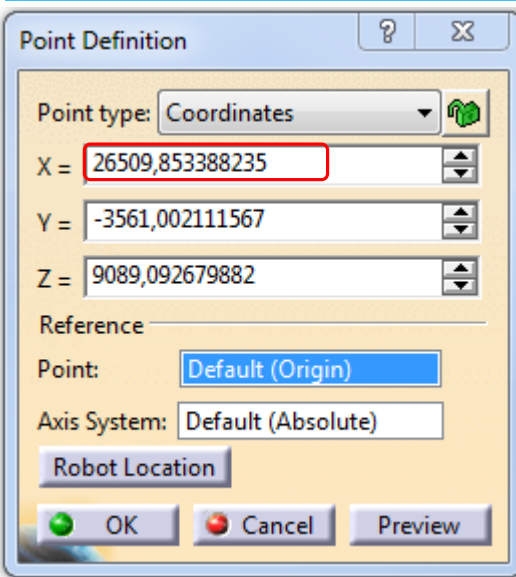 Point Definition
Point type: Coordinates
X = 26509,853388235
Y = -3561,002111567
Z = 9089,092679882
Reference
Point: Default (Origin)
Axis System: Default (Absolute)
Robot Location
OK Cancel Preview